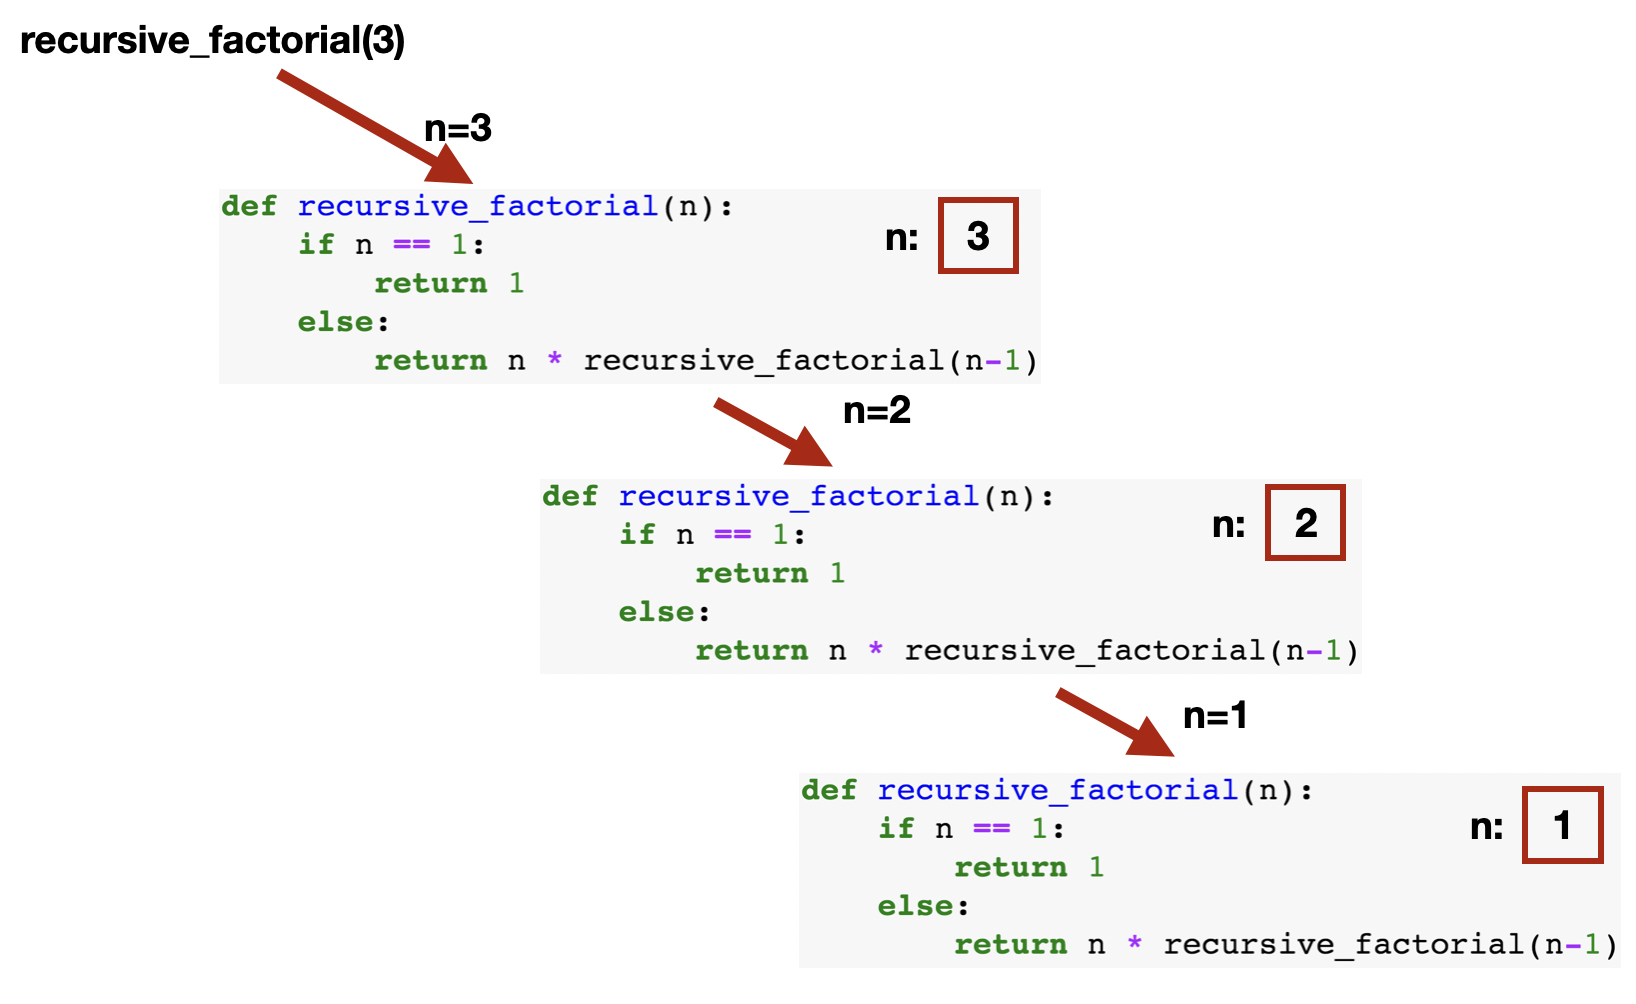 recursive_factorial(3)
n=3
def recursive_factorial(n):
    if n == 1:
        return 1
    else:
        return n * recursive_factorial(n-1)
n: 3
n=2
def recursive_factorial(n):
    if n == 1:
        return 1
    else:
        return n * recursive_factorial(n-1)
n: 2
n=1
def recursive_factorial(n):
    if n == 1:
        return 1
    else:
        return n * recursive_factorial(n-1)
n: 1